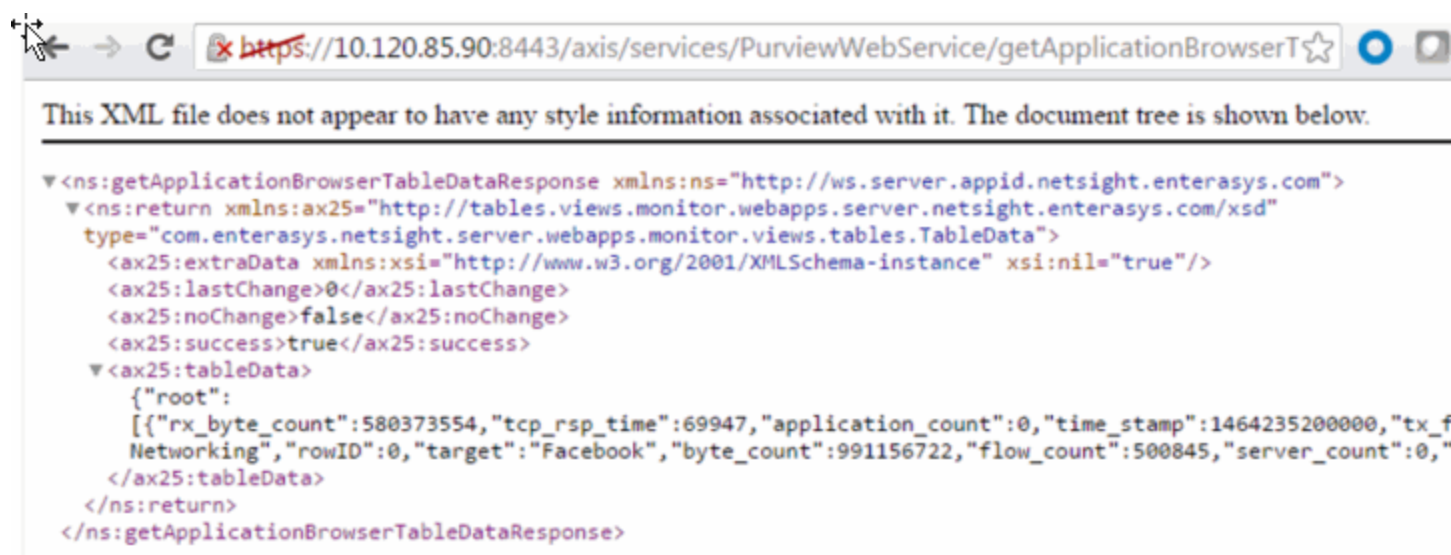 https://10.120.85.90:8443/axis/services/PurviewWebService/getApplicationBrowserT
This XML file does not appear to have any style information associated with it. The document tree is shown below.
▼<ns:getApplicationBrowserTableDataResponse xmlns:ns="http://ws.server.appid.netsight.enterasys.com">
▼<ns:return xmlns:ax25="http://tables.views.monitor.webapps.server.netsight.enterasys.com/xsd"
type="com.enterasys.netsight.server.webapps.monitor.views.tables.TableData">
<ax25:extraData xmlns:xsi="http://www.w3.org/2001/XMLSchema-instance" xsi:nil="true"/>
<ax25:lastChange>0</ax25:lastChange>
<ax25:noChange>false</ax25:noChange>
<ax25:success>true</ax25:success>
▼<ax25:tableData>
{"root":
[{"rx_byte_count":580373554,"tcp_rsp_time":69947,"application_count":0,"time_stamp":1464235200000,"tx_f
Networking","rowID":0,"target":"Facebook","byte_count":991156722,"flow_count":500845,"server_count":0,"
</ax25:tableData>
</ns:return>
</ns:getApplicationBrowserTableDataResponse>